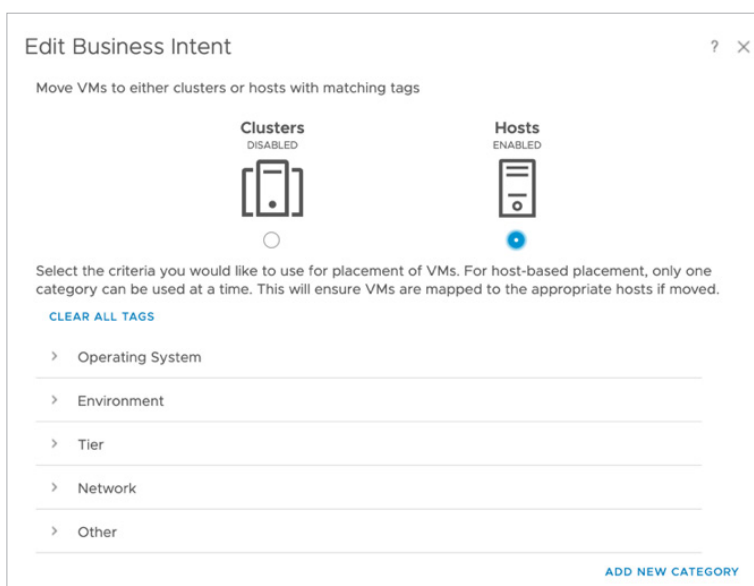 Edit Business Intent
?
Move VMs to either clusters or hosts with matching tags
Clusters
DISABLED
Hosts
ENABLED
Select the criteria you would like to use for placement of VMs. For host-based placement, only one
category can be used at a time. This will ensure VMs are mapped to the appropriate hosts if moved.
CLEAR ALL TAGS
Operating System
Environment
Tier
Network
Other
ADD NEW CATEGORY